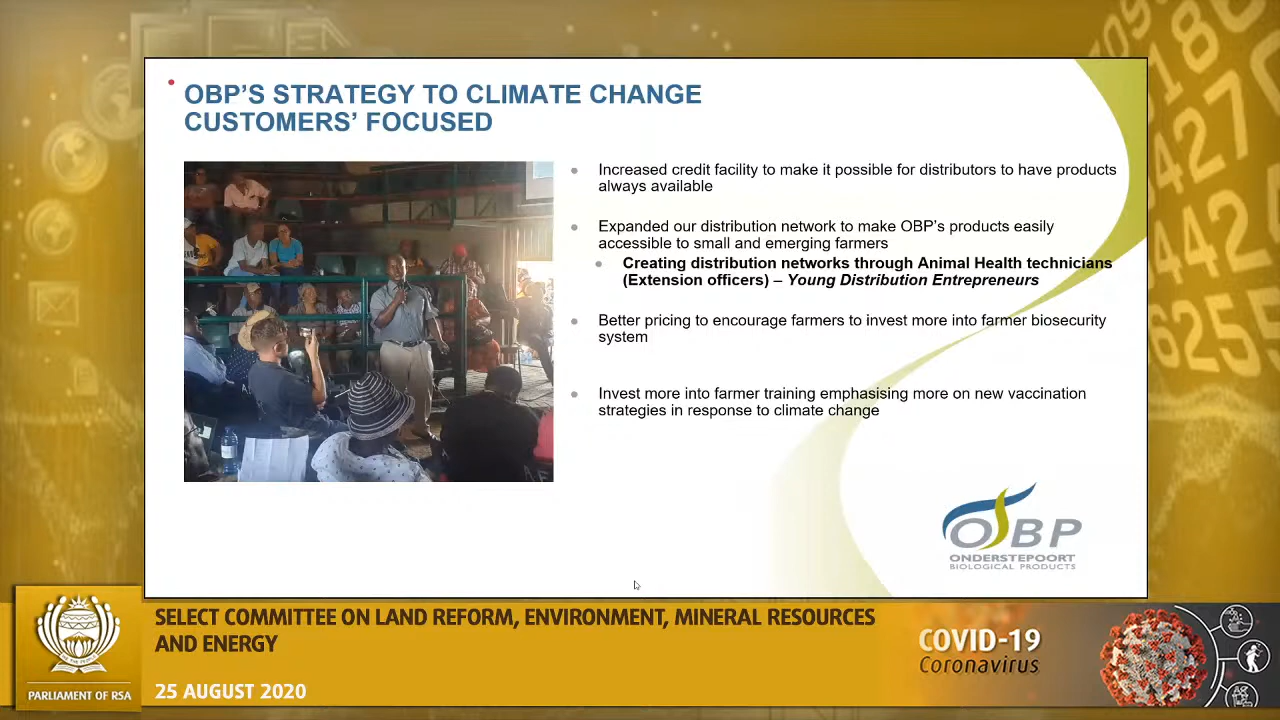 OBP'S STRATEGY TO CLIMATE CHANGE
CUSTOMERS' FOCUSED
Increased credit facility to make it possible for distributors to have products
always available
Expanded our distribution network to make OBP's products easily
accessible to small and emerging farmers
Creating distribution networks through Animal Health technicians
(Extension officers) – Young Distribution Entrepreneurs
Better pricing to encourage farmers to invest more into farmer biosecurity
system
Invest more into farmer training emphasising more on new vaccination
strategies in response to climate change
OBP
ONDERSTEPOORT
BIOLOGICAL PRODUCTS
SELECT COMMITTEE ON LAND REFORM, ENVIRONMENT, MINERAL RESOURCES
AND ENERGY
25 AUGUST 2020
PARLIAMENT OF RSA
COVID-19
Coronavirus